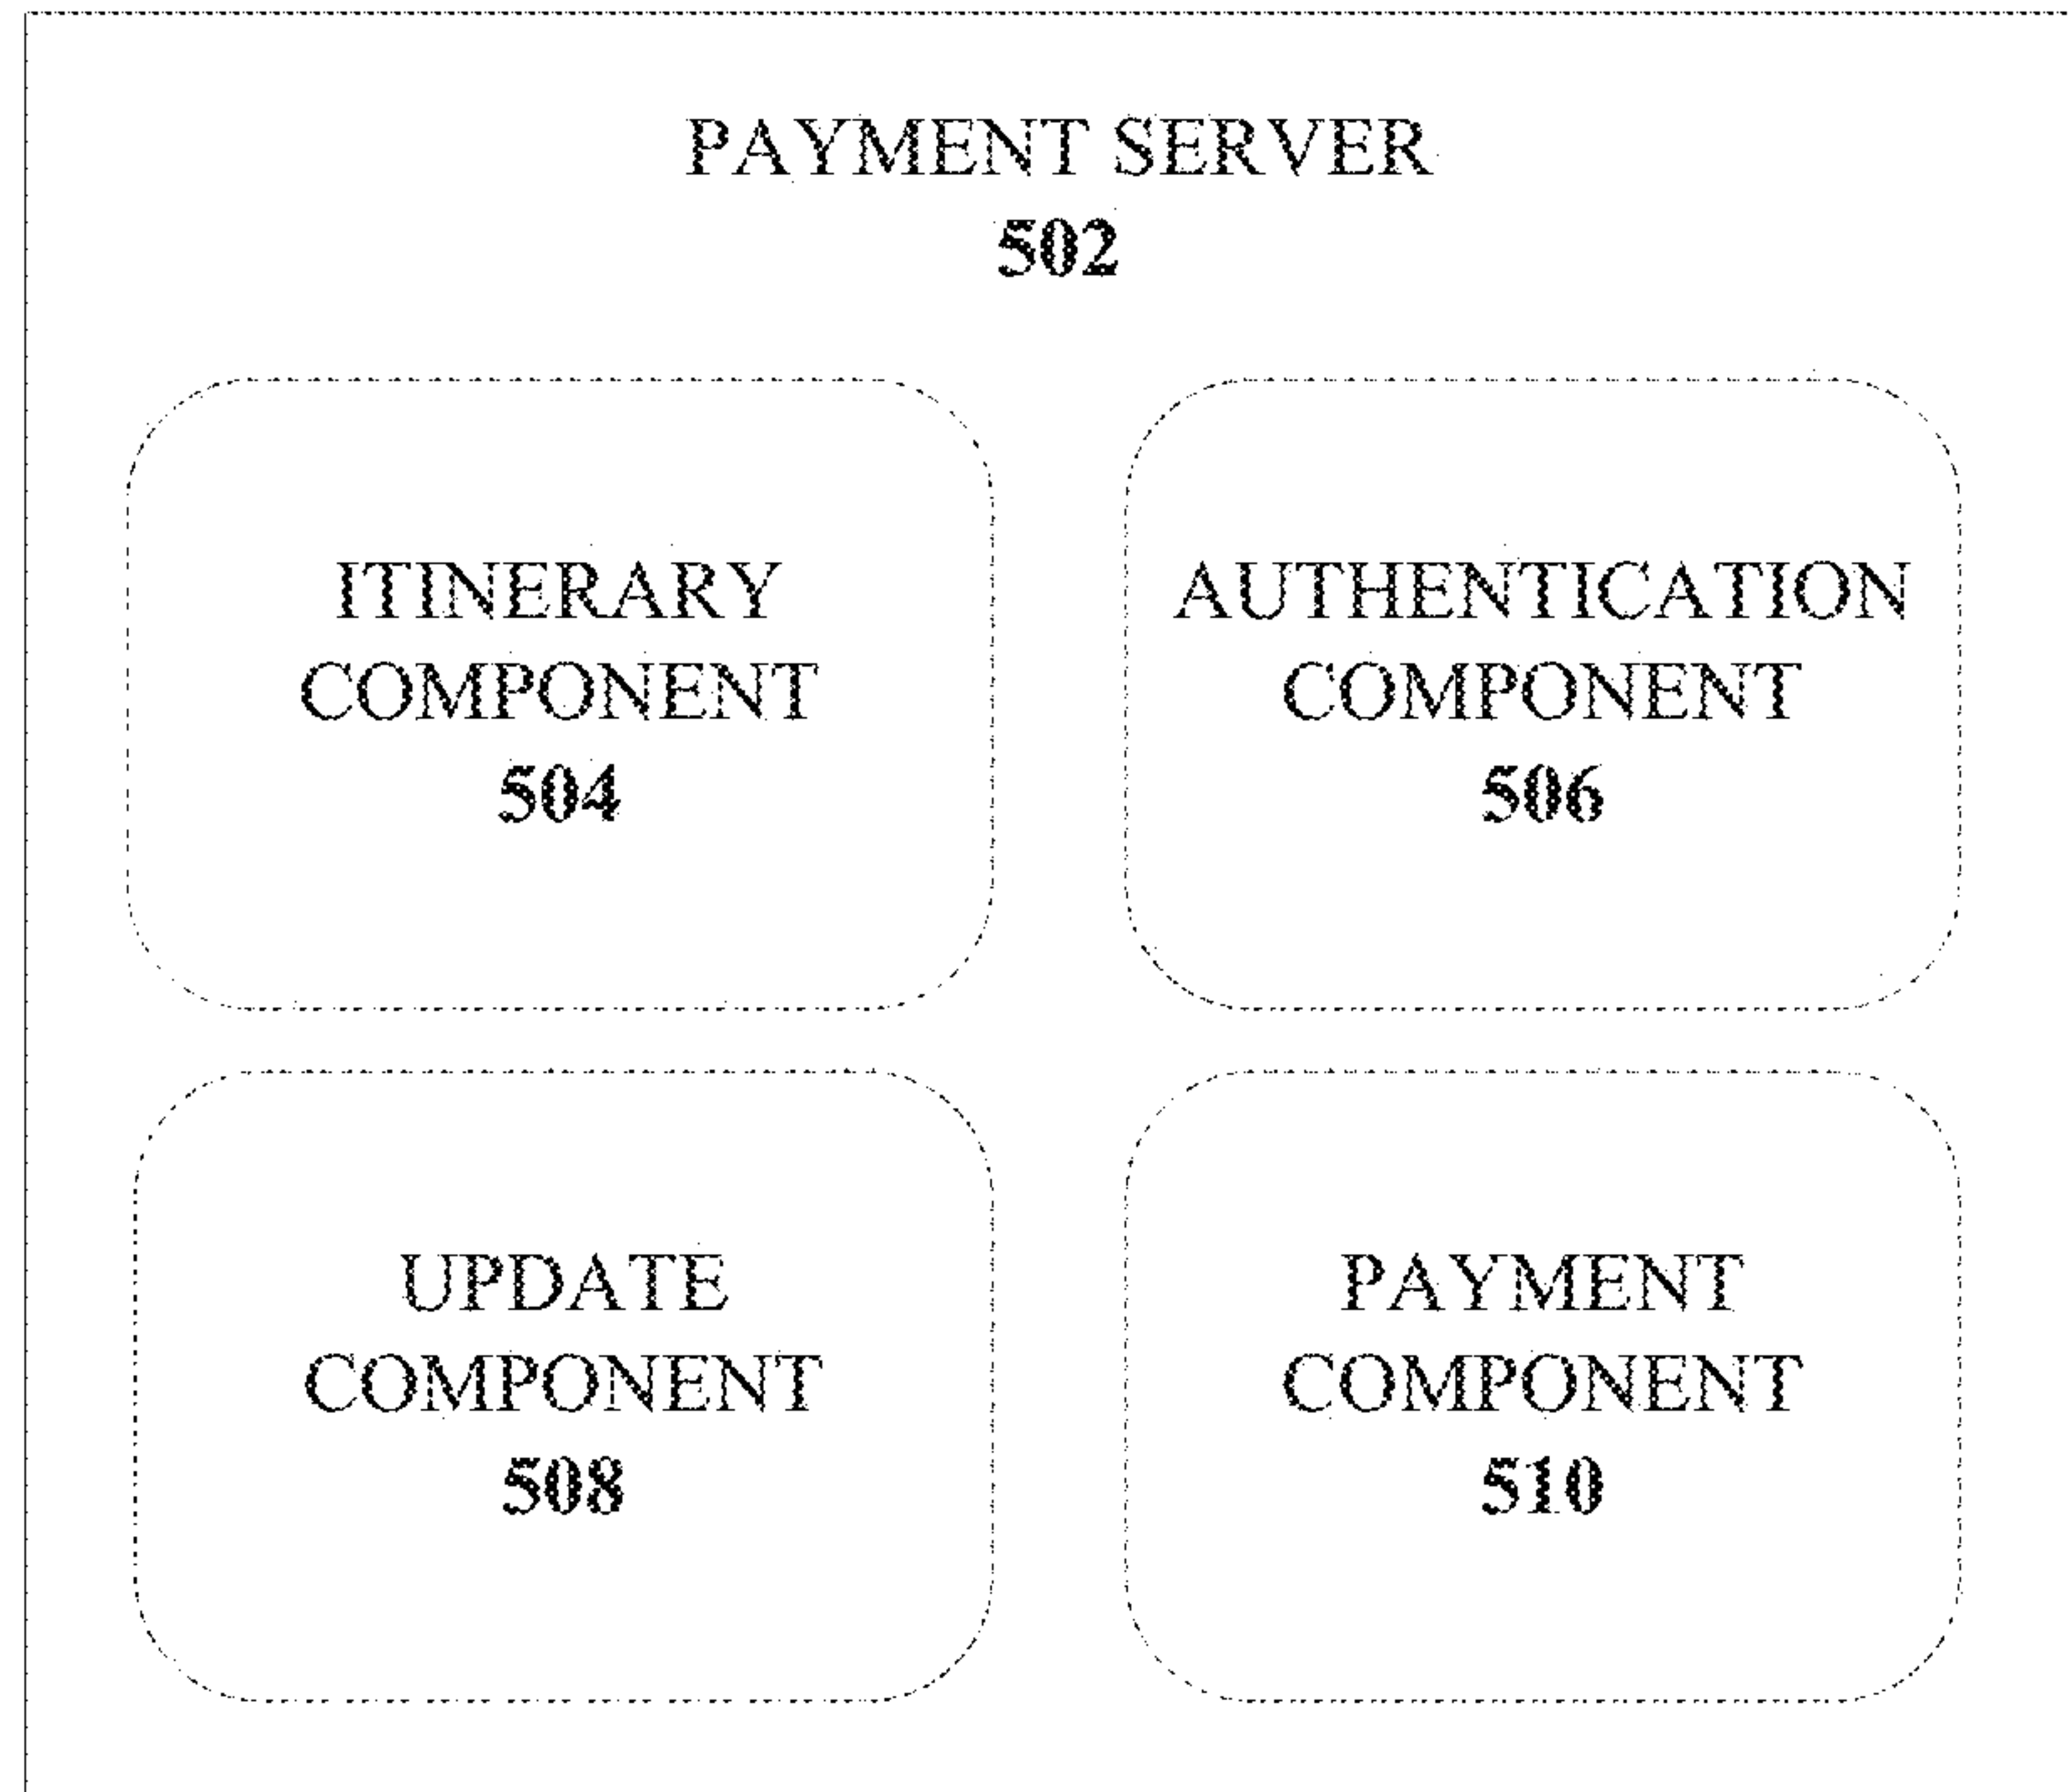 PAYMENT SERVER
502
ITINERARY
COMPONENT
504
AUTHENTICATION
COMPONENT
506
UPDATE
COMPONENT
508
PAYMENT
COMPONENT
510